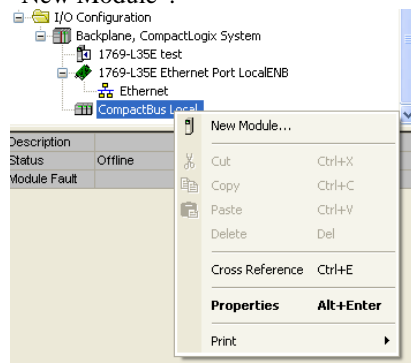 New Module".
I/O Configuration
Backplane, CompactLogix System
1769-L35E test
1769-L35E Ethernet Port LocalENB
Ethernet
CompactBus Local
Description
Status Offline
Module Fault
New Module...
Cut Ctrl+X
Copy Ctrl+C
Paste Ctrl+V
Delete Del
Cross Reference Ctrl+E
Properties Alt+Enter
Print